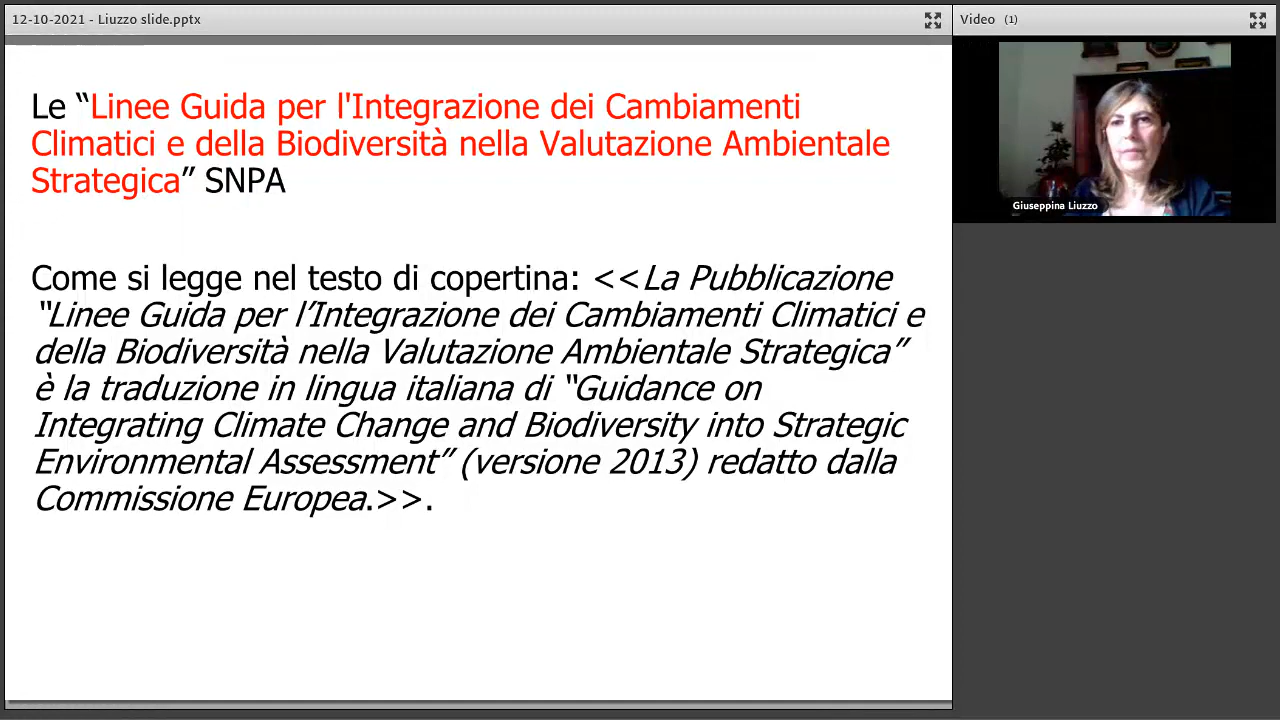 12-10-2021 - Liuzzo slide.pptx
Video (1)
Le “Linee Guida per l'Integrazione dei Cambiamenti
Climatici e della Biodiversità nella Valutazione Ambientale
Strategica” SNPA
Come si legge nel testo di copertina: <<La Pubblicazione
“Linee Guida per l’Integrazione dei Cambiamenti Climatici e
della Biodiversità nella Valutazione Ambientale Strategica”
è la traduzione in lingua italiana di “Guidance on
Integrating Climate Change and Biodiversity into Strategic
Environmental Assessment” (versione 2013) redatto dalla
Commissione Europea.>>.
Giuseppina Liuzzo